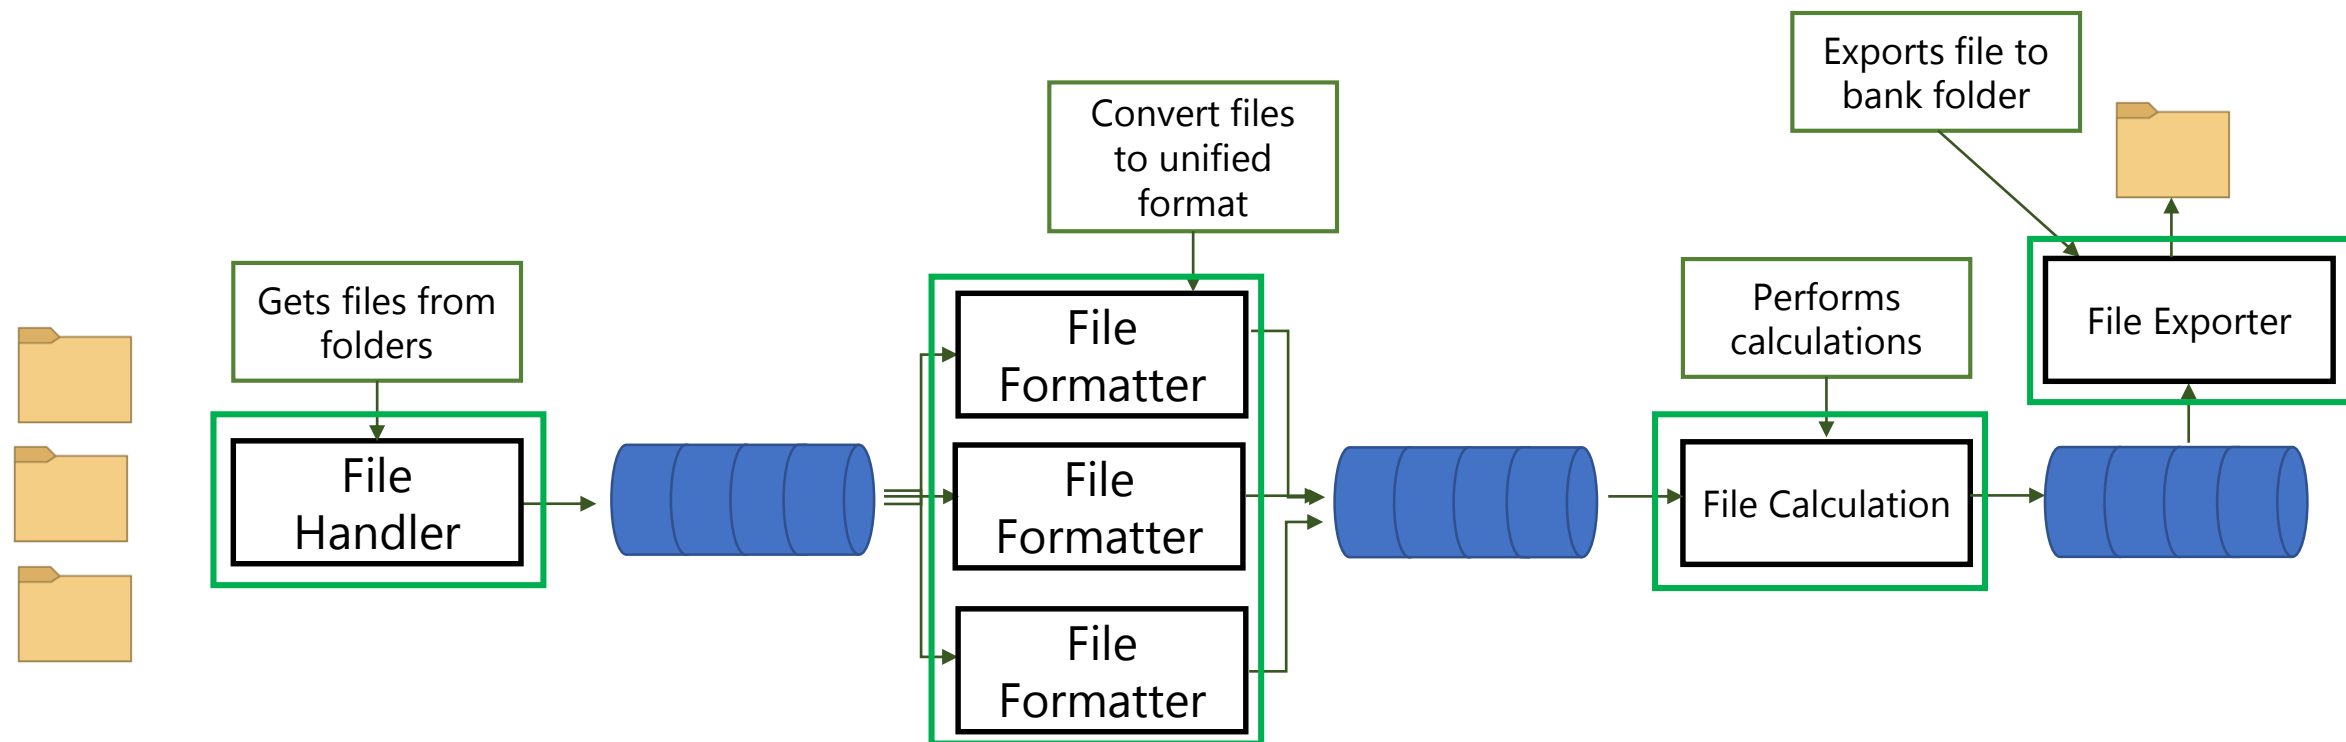 Gets files from
folders
File
Handler
Convert files
to unified
format
File
Formatter
File
Formatter
File
Formatter
Performs
calculations
File Calculation
Exports file to
bank folder
File Exporter